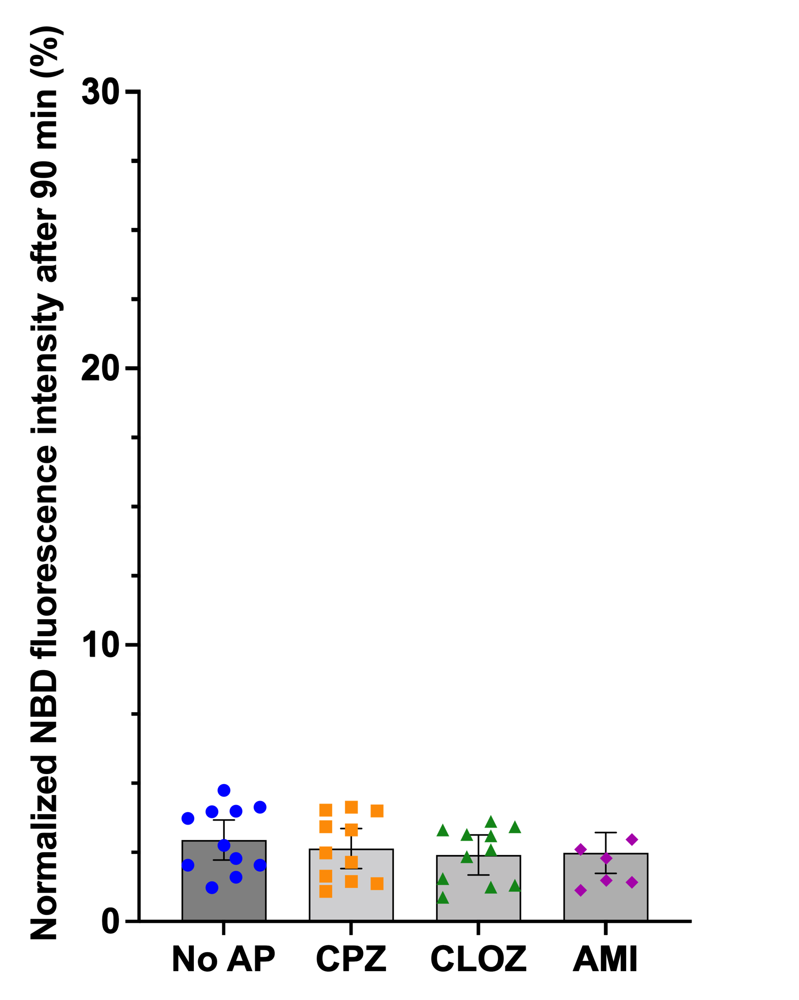 Normalized NBD fluorescence intensity after 90 min (%)
30
20
10
0
No AP
CPZ
CLOZ
AMI